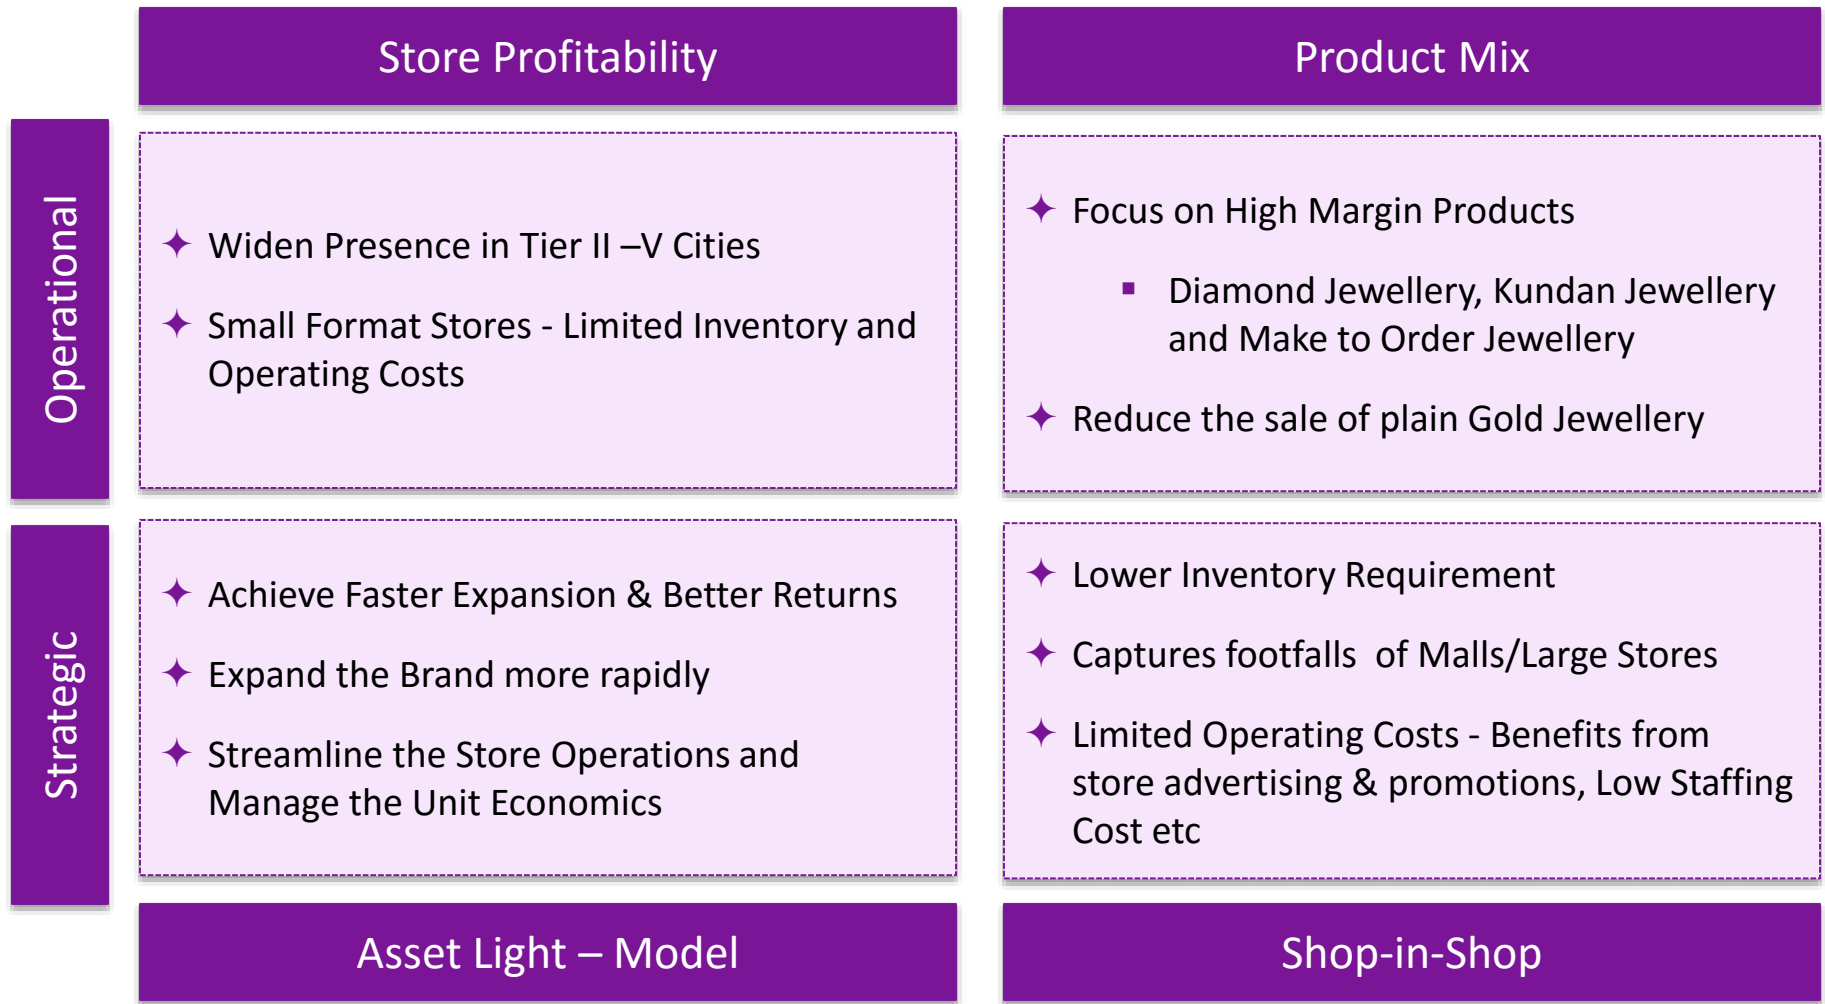 Store Profitability
Product Mix
Operational
✦ Widen Presence in Tier II –V Cities
✦ Small Format Stores - Limited Inventory and
Operating Costs
✦ Focus on High Margin Products
▪ Diamond Jewellery, Kundan Jewellery
and Make to Order Jewellery
✦ Reduce the sale of plain Gold Jewellery
Strategic
✦ Achieve Faster Expansion & Better Returns
✦ Expand the Brand more rapidly
✦ Streamline the Store Operations and
Manage the Unit Economics
✦ Lower Inventory Requirement
✦ Captures footfalls  of Malls/Large Stores
✦ Limited Operating Costs - Benefits from
store advertising & promotions, Low Staffing
Cost etc
Asset Light – Model
Shop-in-Shop